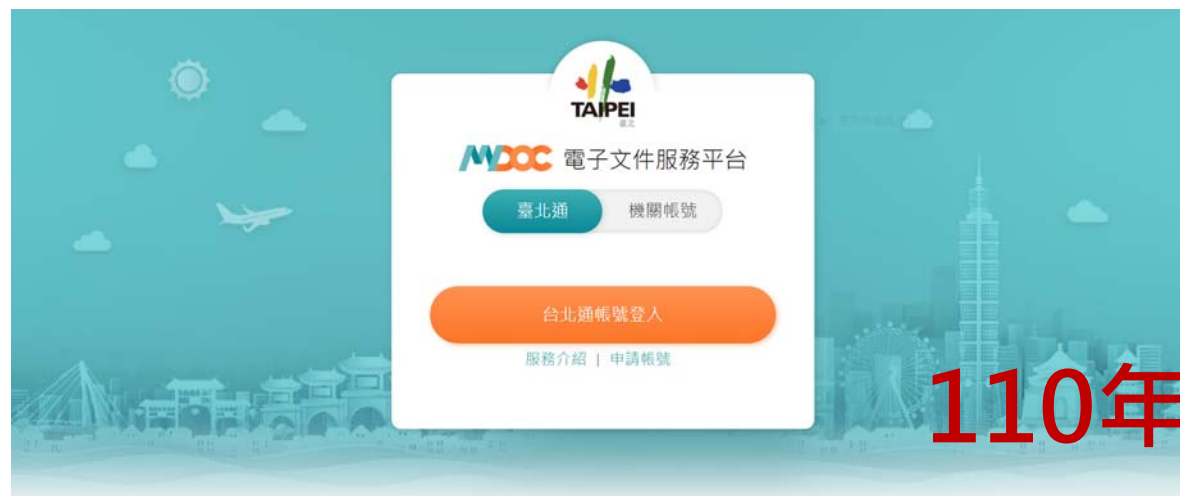 TAIPEI
臺北
MYDOC 電子文件服務平台
臺北通 機關帳號
台北通帳號登入
服務介紹 | 申請帳號
110年